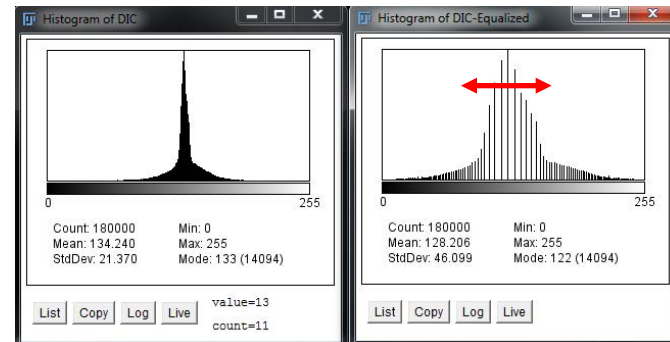 Histogram of DIC
0 255
Count: 180000 Min: 0
Mean: 134.240 Max: 255
StdDev: 21.370 Mode: 133 (14094)
List Copy Log Live
value=13
count=11
Histogram of DIC-Equalized
0 255
Count: 180000 Min: 0
Mean: 128.206 Max: 255
StdDev: 46.099 Mode: 122 (14094)
List Copy Log Live